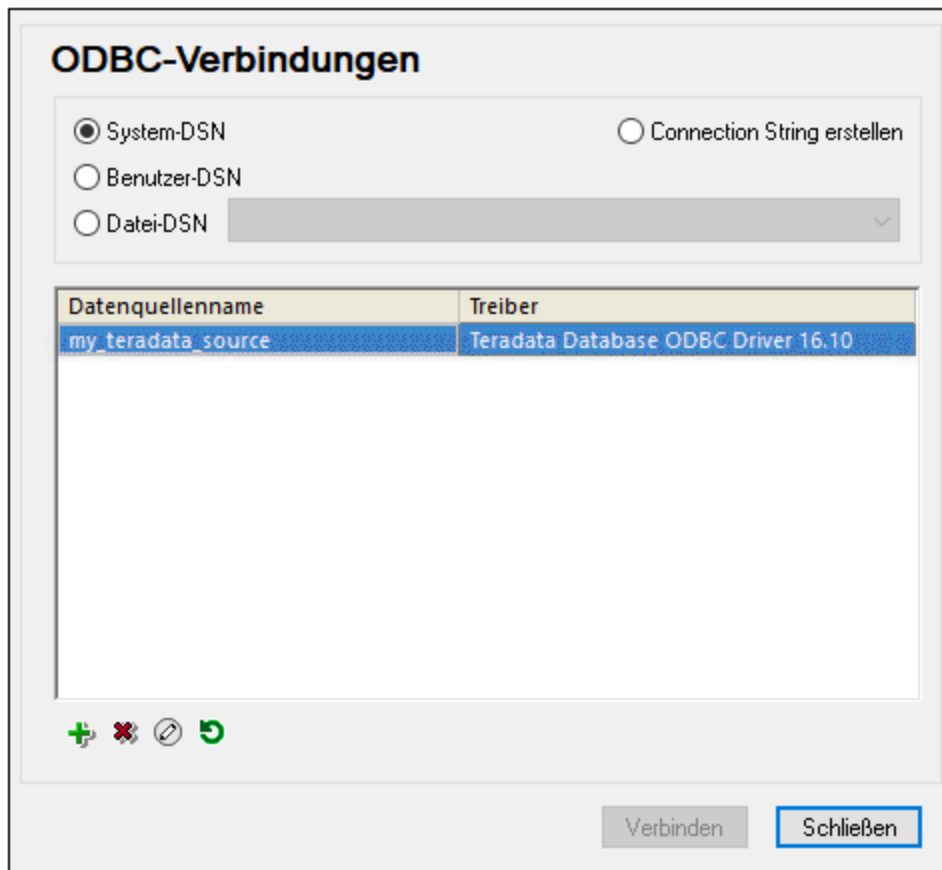 ODBC-Verbindungen
System-DSN Connection String erstellen
Benutzer-DSN
Datei-DSN
Datenquellenname Treiber
my_teradata_source Teradata Database ODBC Driver 16.10
Verbinden Schließen